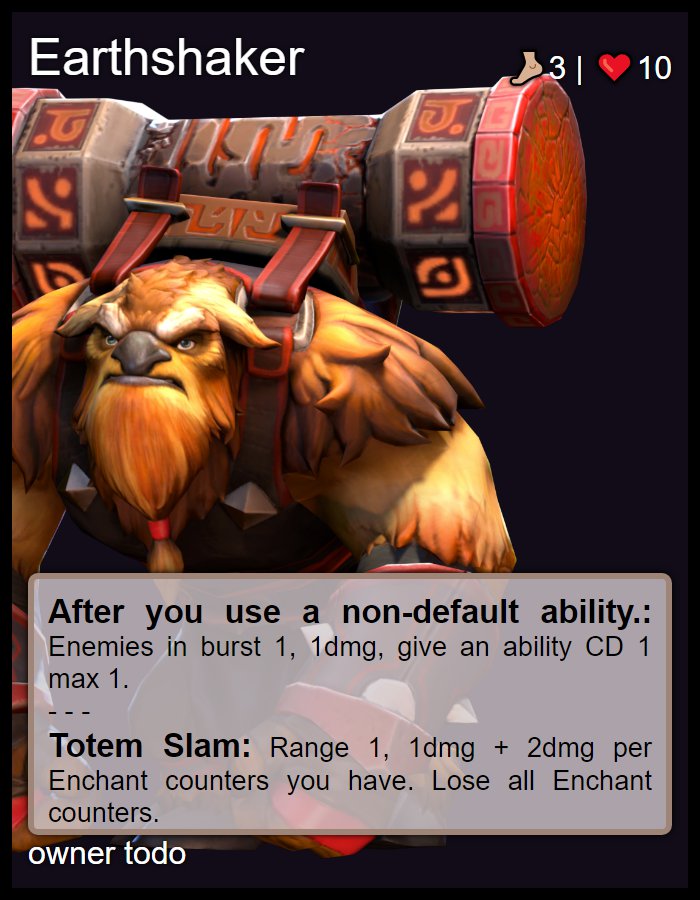 Earthshaker
3 | 10
After you use a non-default ability.:
Enemies in burst 1, 1dmg, give an ability CD 1
max 1.
- - -
Totem Slam: Range 1, 1dmg + 2dmg per
Enchant counters you have. Lose all Enchant
counters.
owner todo